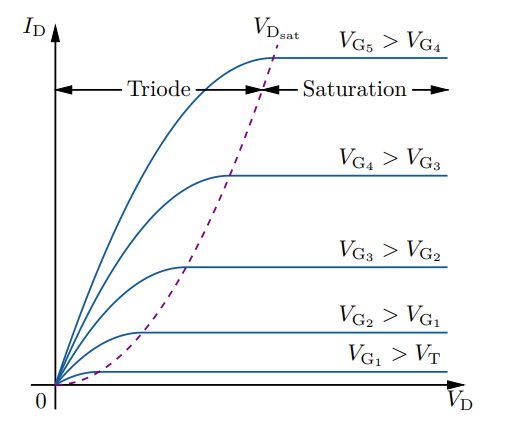 I_D
V_Dsat
V_G5 > V_G4
Triode
Saturation
V_G4 > V_G3
V_G3 > V_G2
V_G2 > V_G1
V_G1 > V_T
0
V_D